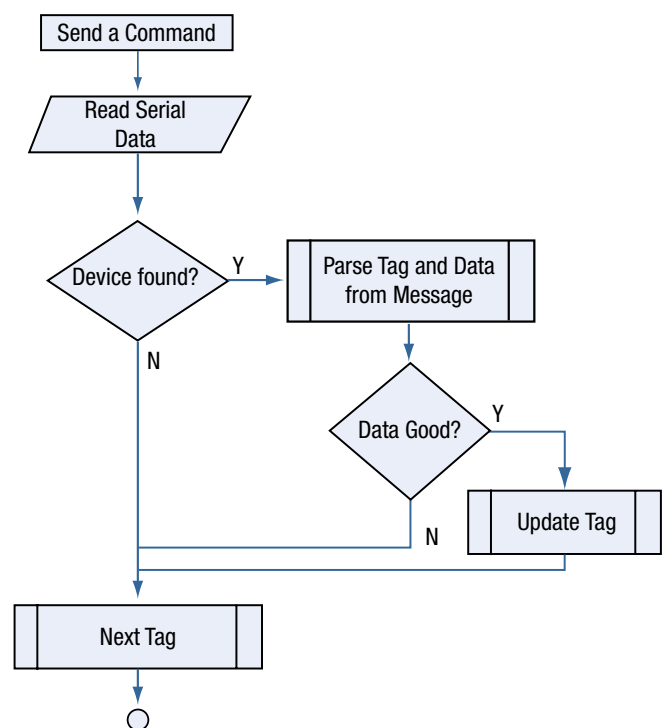 Send a Command
Read Serial
Data
Device found?
Y
Parse Tag and Data
from Message
N
Data Good?
Y
Update Tag
N
Next Tag